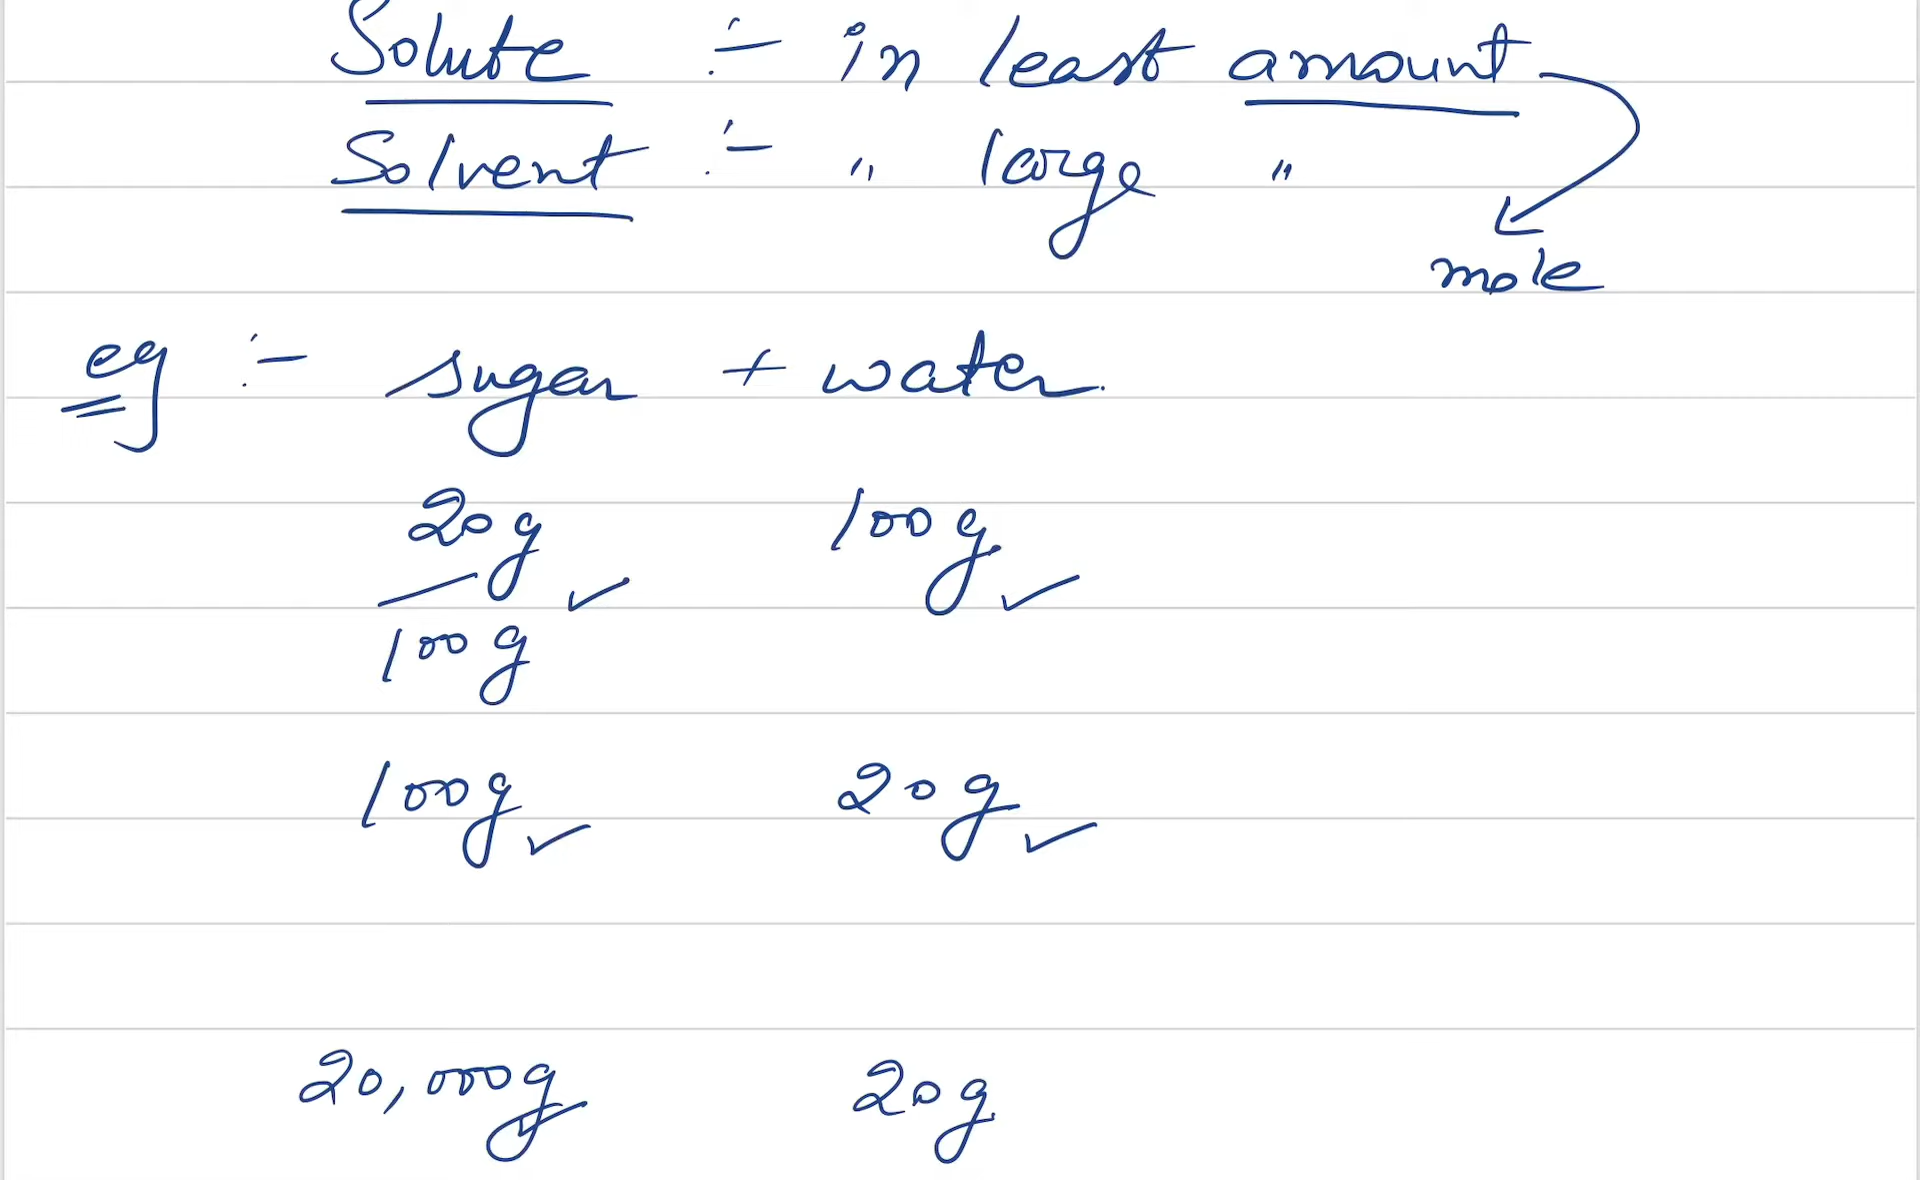 Solute :- in least amount
Solvent :- " large "
mole
eg :- sugar + water.
20g 100g
100g
100g 20g
20,000g 20g